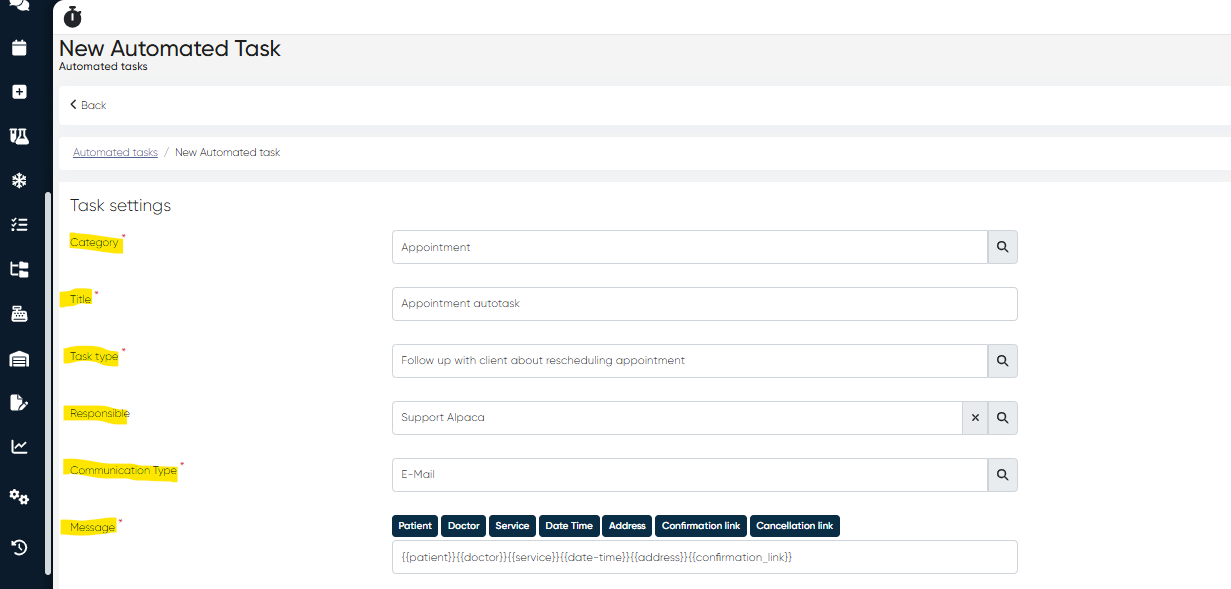 New Automated Task
Automated tasks
Back
Automated tasks / New Automated task
Task settings
Category *
Appointment
Title *
Appointment autotask
Task type *
Follow up with client about rescheduling appointment
Responsible
Support Alpaca
Communication Type *
E-Mail
Message *
Patient Doctor Service Date Time Address Confirmation link Cancellation link
{{patient}}{{doctor}}{{service}}{{date-time}}{{address}}{{confirmation_link}}